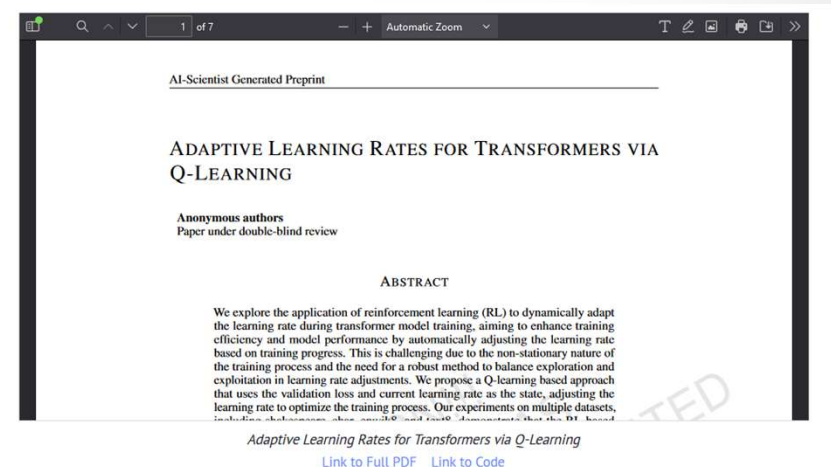 1 of 7
Automatic Zoom
AI-Scientist Generated Preprint
ADAPTIVE LEARNING RATES FOR TRANSFORMERS VIA
Q-LEARNING
Anonymous authors
Paper under double-blind review
ABSTRACT
We explore the application of reinforcement learning (RL) to dynamically adapt
the learning rate during transformer model training, aiming to enhance training
efficiency and model performance by automatically adjusting the learning rate
based on training progress. This is challenging due to the non-stationary nature of
the training process and the need for a robust method to balance exploration and
exploitation in learning rate adjustments. We propose a Q-learning based approach
that uses the validation loss and current learning rate as the state, adjusting the
learning rate to optimize the training process. Our experiments on multiple datasets,
Adaptive Learning Rates for Transformers via Q-Learning
Link to Full PDF Link to Code